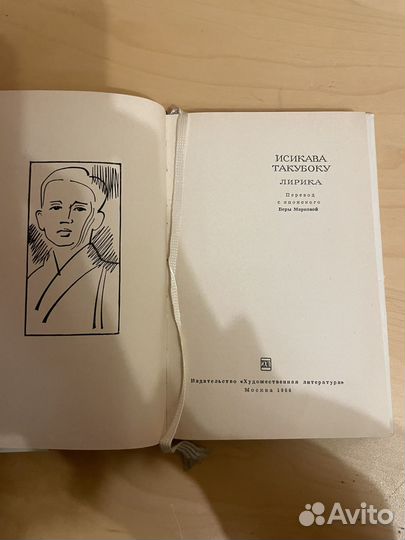 ИСИКАВА
ТАКУБОКУ
ЛИРИКА
Перевод
с японского
Веры Марковой
Издательство «Художественная литература»
Москва 1966
Avito